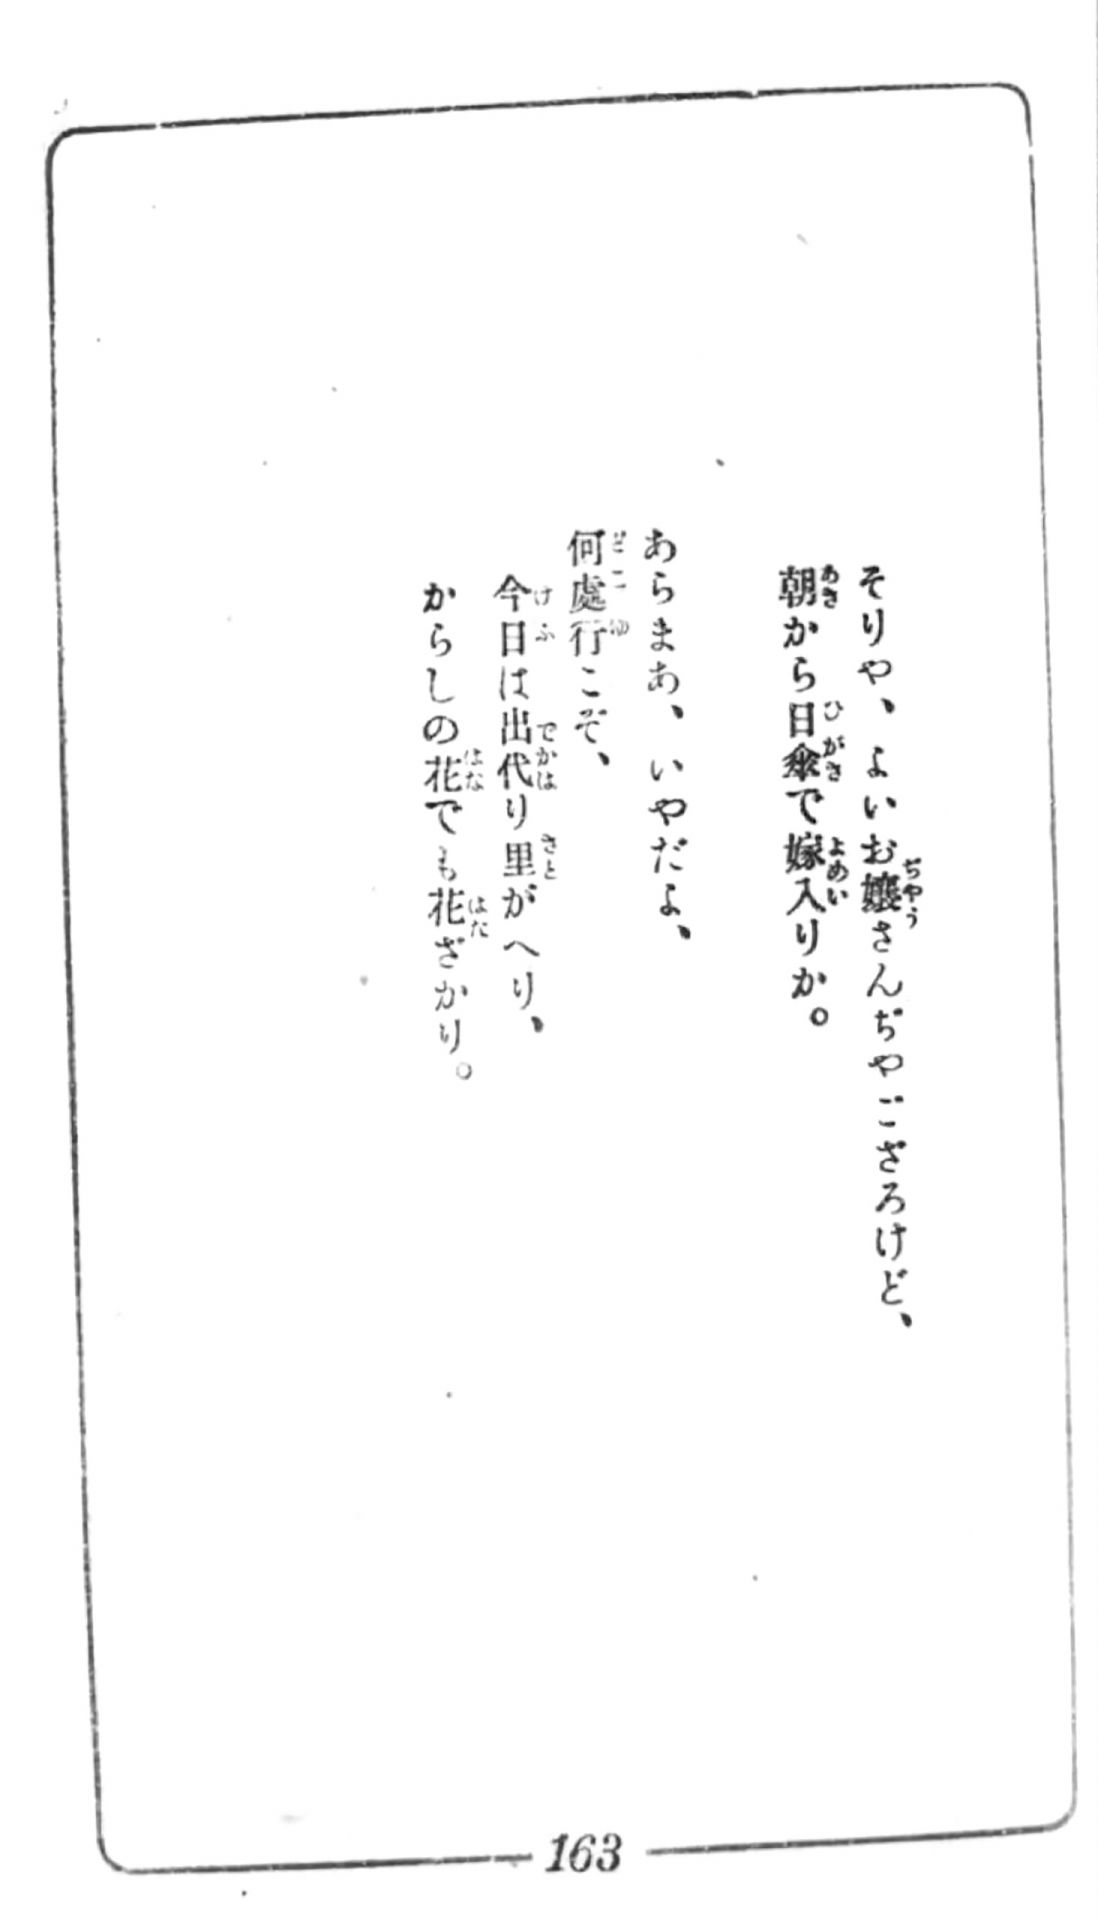 そりや、よいお孃さんぢやござろけど、
朝から日傘で嫁入りか。
あらまあ、いやだよ、
何處行こぞ、
今日は出代り里がへり、
からしの花でも花ざかり。
163